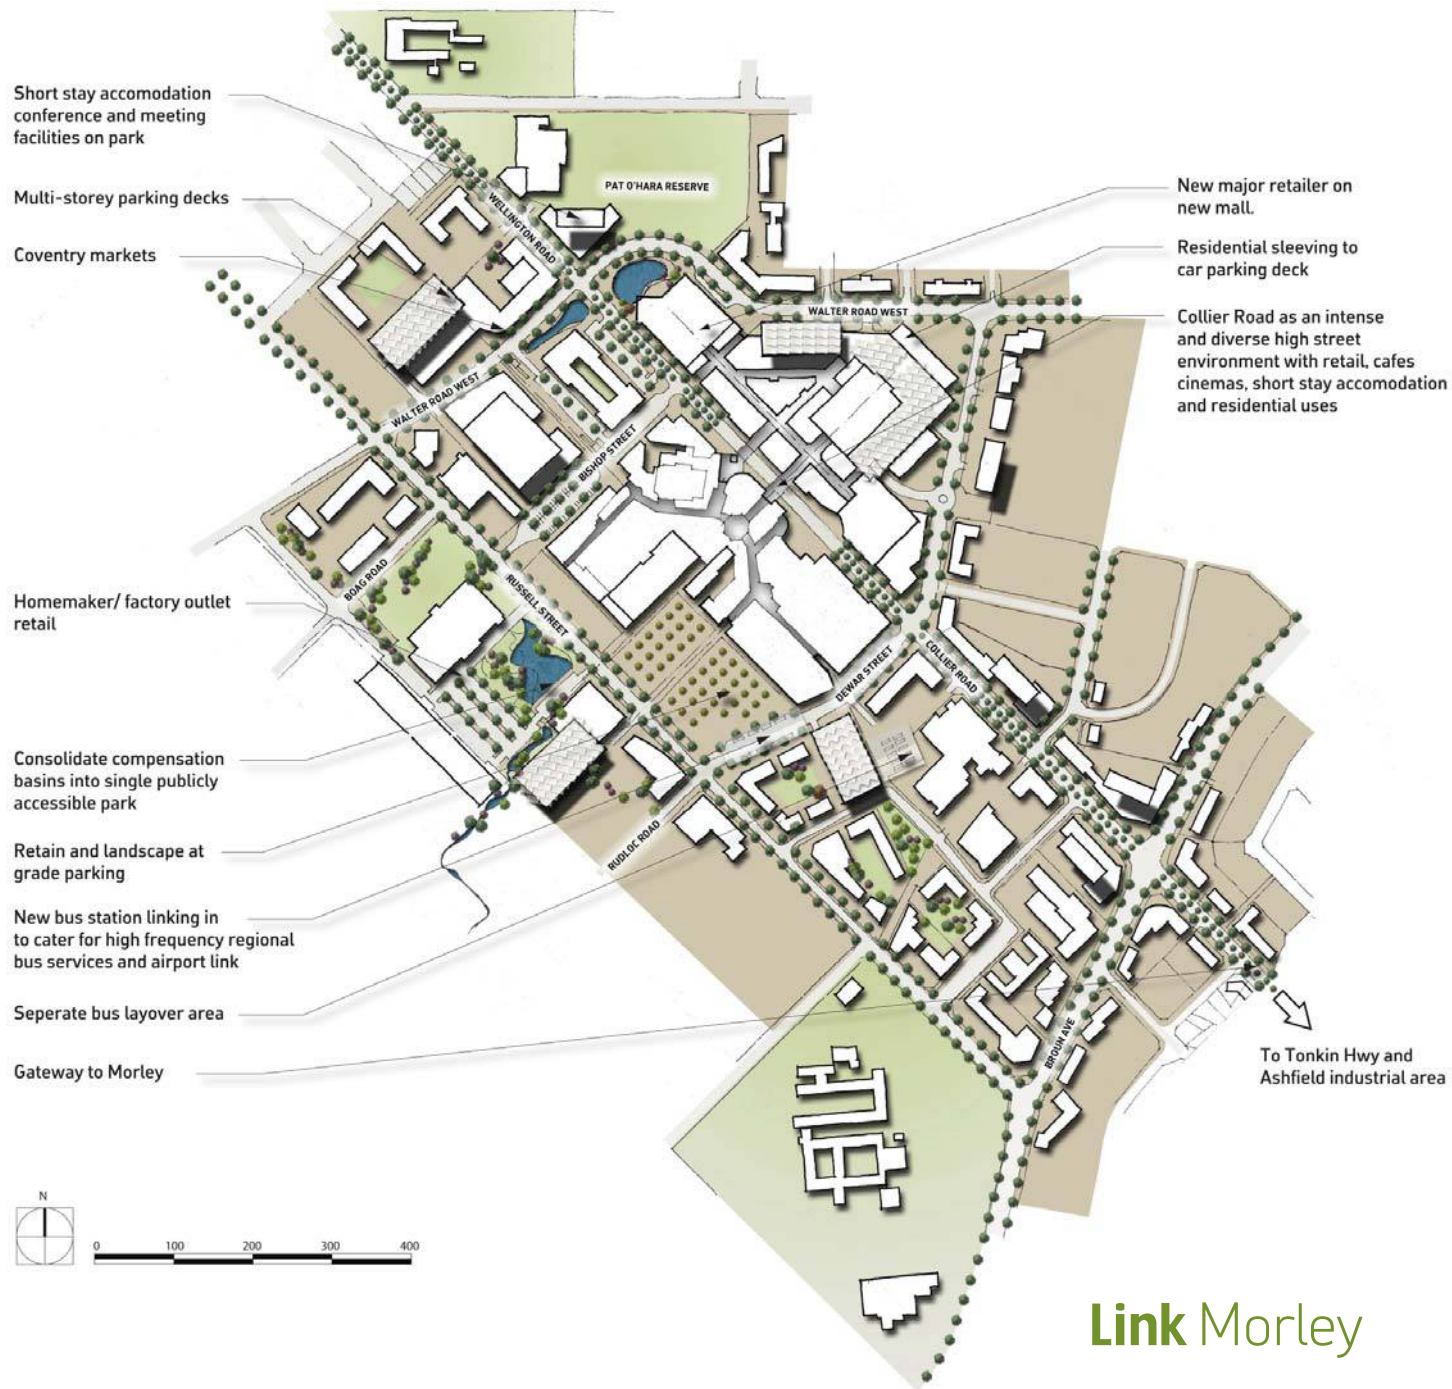 Short stay accomodation
conference and meeting
facilities on park
Multi-storey parking decks
Coventry markets
Homemaker/ factory outlet
retail
Consolidate compensation
basins into single publicly
accessible park
Retain and landscape at
grade parking
New bus station linking in
to cater for high frequency regional
bus services and airport link
Seperate bus layover area
Gateway to Morley
New major retailer on
new mall.
Residential sleeving to
car parking deck
Collier Road as an intense
and diverse high street
environment with retail, cafes
cinemas, short stay accomodation
and residential uses
To Tonkin Hwy and
Ashfield industrial area
PAT O'HARA RESERVE
WELLINGTON ROAD
WALTER ROAD WEST
WALTER ROAD WEST
BISHOP STREET
BOAG ROAD
RUSSELL STREET
DEWAR STREET
COLLIER ROAD
RUDLOC ROAD
BROUN AVE
N
0 100 200 300 400
Link Morley